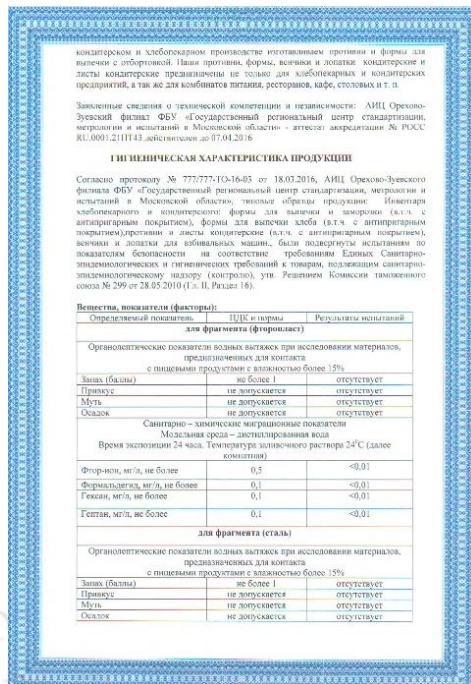 кондитерском и хлебопекарном производстве изготавливаем противни и формы для
выпечки с отбортовкой. Наши противни, формы, венчики и лопатки кондитерские и
листы кондитерские предназначены не только для хлебопекарных и кондитерских
предприятий, а так же для комбинатов питания, ресторанов, кафе, столовых и т. п.
Заявленные сведения о технической компетенции и независимости: АИЦ Орехово-
Зуевский филиал ФБУ «Государственный региональный центр стандартизации,
метрологии и испытаний в Московской области» - аттестат аккредитации № РОСС
RU.0001.21ПТ43 действителен до 07.04.2016
ГИГИЕНИЧЕСКАЯ ХАРАКТЕРИСТИКА ПРОДУКЦИИ
Согласно протоколу № 777/777-ТО-16-03 от 18.03.2016, АИЦ Орехово-Зуевского
филиала ФБУ «Государственный региональный центр стандартизации, метрологии и
испытаний в Московской области», типовые образцы продукции: Инвентаря
хлебопекарного и кондитерского: формы для выпечки и заморозки (в.т.ч. с
антипригарным покрытием), формы для выпечки хлеба (в.т.ч. с антипригарным
покрытием),противни и листы кондитерские (в.т.ч. с антипригарным покрытием),
венчики и лопатки для взбивальных машин., были подвергнуты испытаниям по
показателям безопасности на соответствие требованиям Единых Санитарно-
эпидемиологических и гигиенических требований к товарам, подлежащим санитарно-
эпидемиологическому надзору (контролю), утв. Решением Комиссии таможенного
союза № 299 от 28.05.2010 (Гл. II, Раздел 16).
Вещества, показатели (факторы):
Определяемый показатель ПДК и нормы Результаты испытаний
для фрагмента (фторопласт)
Органолептические показатели водных вытяжек при исследовании материалов,
предназначенных для контакта
с пищевыми продуктами с влажностью более 15%
Запах (баллы) не более 1 отсутствует
Привкус не допускается отсутствует
Муть не допускается отсутствует
Осадок не допускается отсутствует
Санитарно – химические миграционные показатели
Модельная среда – дистиллированная вода
Время экспозиции 24 часа. Температура заливочного раствора 24°С (далее
комнатная)
Фтор-ион, мг/л, не более 0,5 <0,01
Формальдегид, мг/л, не более 0,1 <0,01
Гексан, мг/л, не более 0,1 <0,01
Гептан, мг/л, не более 0,1 <0,01
для фрагмента (сталь)
Органолептические показатели водных вытяжек при исследовании материалов,
предназначенных для контакта
с пищевыми продуктами с влажностью более 15%
Запах (баллы) не более 1 отсутствует
Привкус не допускается отсутствует
Муть не допускается отсутствует
Осадок не допускается отсутствует